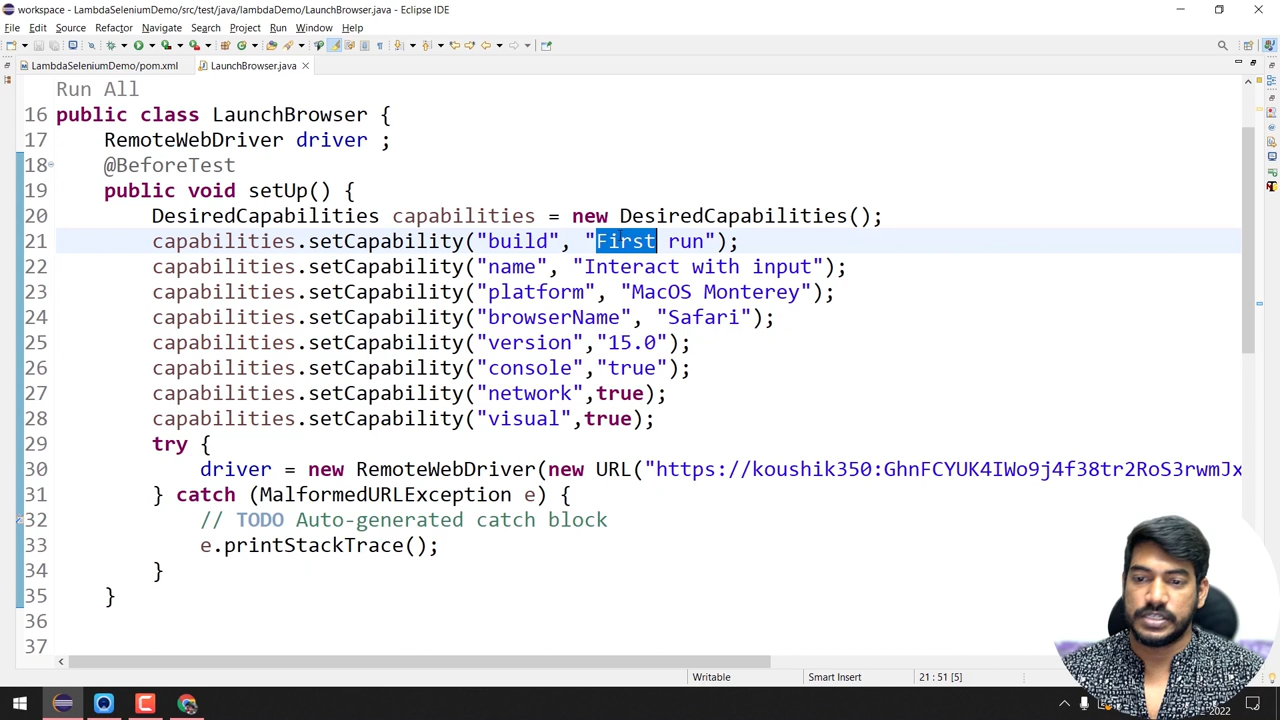 workspace - LambdaSeleniumDemo/src/test/java/lambdaDemo/LaunchBrowser.java - Eclipse IDE
File Edit Source Refactor Navigate Search Project Run Window Help
LambdaSeleniumDemo/pom.xml LaunchBrowser.java
Run All
16 public class LaunchBrowser {
17 RemoteWebDriver driver ;
18 @BeforeTest
19 public void setUp() {
20 DesiredCapabilities capabilities = new DesiredCapabilities();
21 capabilities.setCapability("build", "First run");
22 capabilities.setCapability("name", "Interact with input");
23 capabilities.setCapability("platform", "MacOS Monterey");
24 capabilities.setCapability("browserName", "Safari");
25 capabilities.setCapability("version","15.0");
26 capabilities.setCapability("console","true");
27 capabilities.setCapability("network",true);
28 capabilities.setCapability("visual",true);
29 try {
30 driver = new RemoteWebDriver(new URL("https://koushik350:GhnFCYUK4IWo9j4f38tr2RoS3rwmJx
31 } catch (MalformedURLException e) {
32 // TODO Auto-generated catch block
33 e.printStackTrace();
34 }
35 }
36
37
Writable Smart Insert 21 : 51 [5]
2022